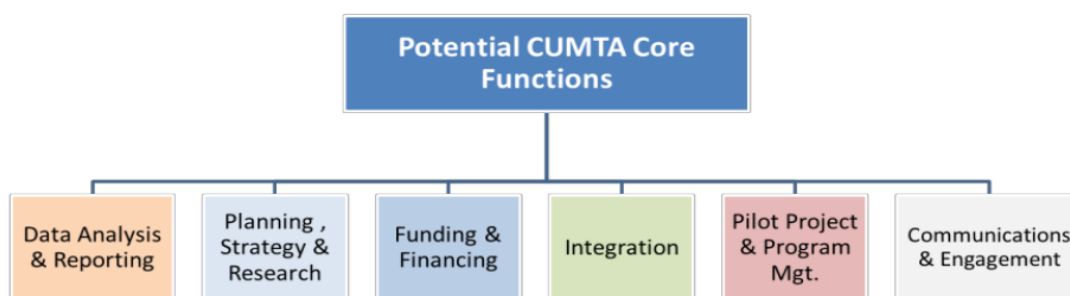 Potential CUMTA Core
Functions
Data Analysis
& Reporting
Planning ,
Strategy &
Research
Funding &
Financing
Integration
Pilot Project
& Program
Mgt.
Communications
& Engagement